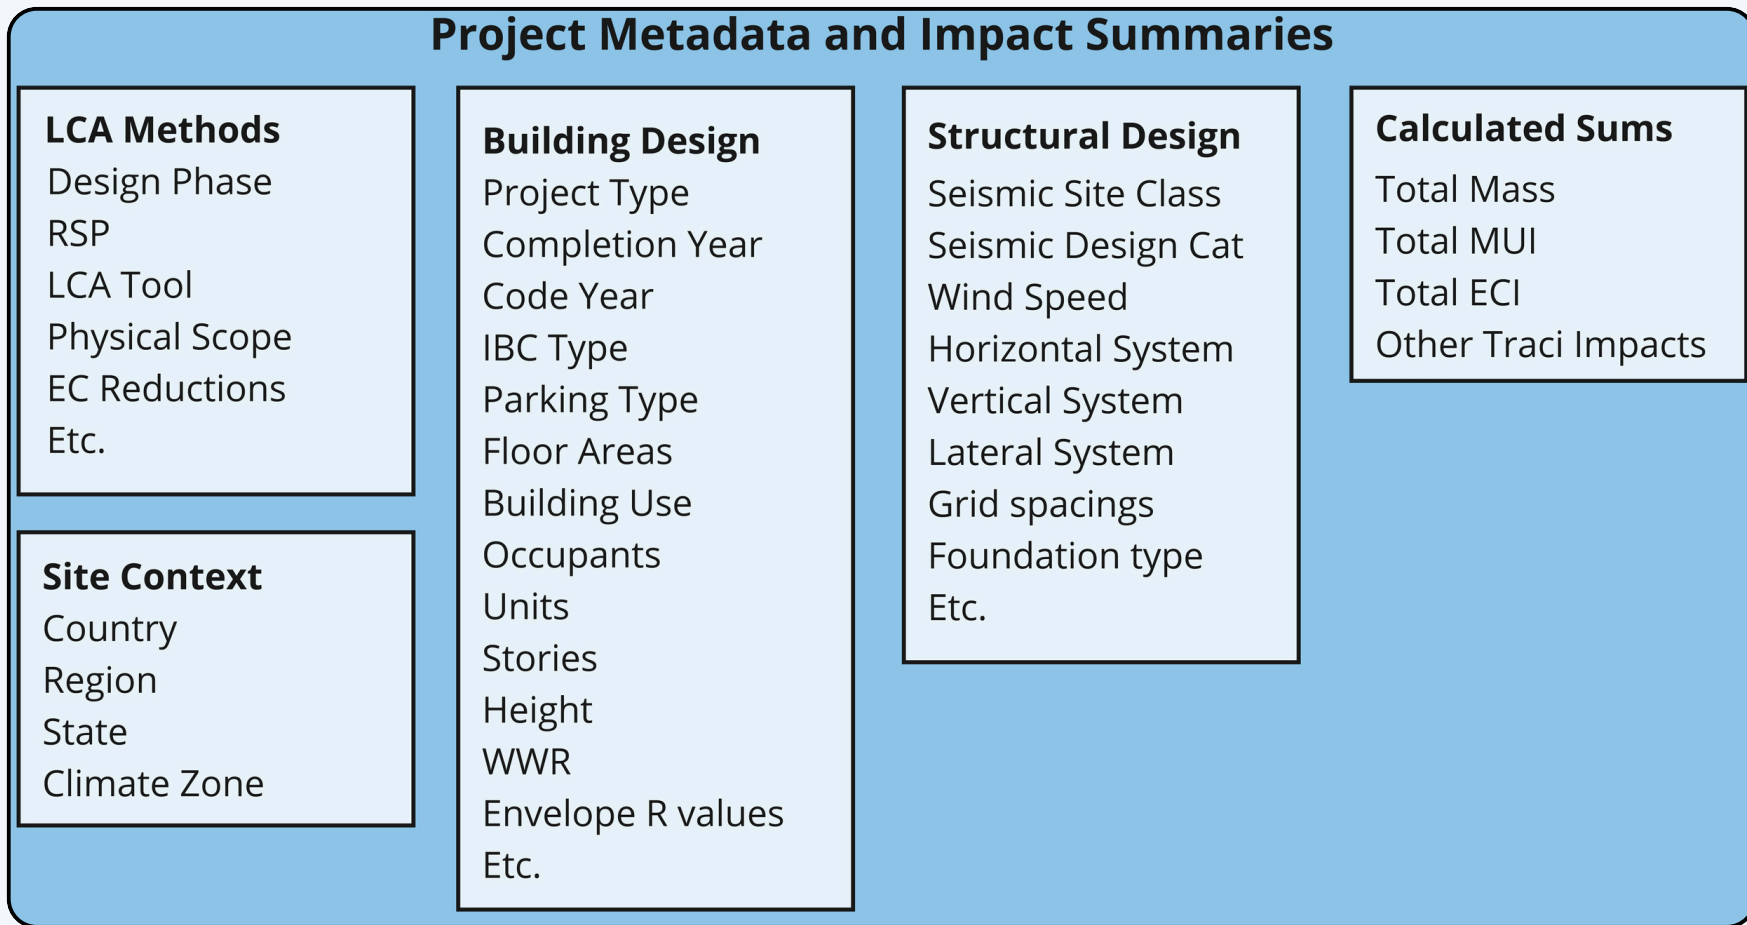 Project Metadata and Impact Summaries
LCA Methods
Design Phase
RSP
LCA Tool
Physical Scope
EC Reductions
Etc.
Site Context
Country
Region
State
Climate Zone
Building Design
Project Type
Completion Year
Code Year
IBC Type
Parking Type
Floor Areas
Building Use
Occupants
Units
Stories
Height
WWR
Envelope R values
Etc.
Structural Design
Seismic Site Class
Seismic Design Cat
Wind Speed
Horizontal System
Vertical System
Lateral System
Grid spacings
Foundation type
Etc.
Calculated Sums
Total Mass
Total MUI
Total ECI
Other Traci Impacts